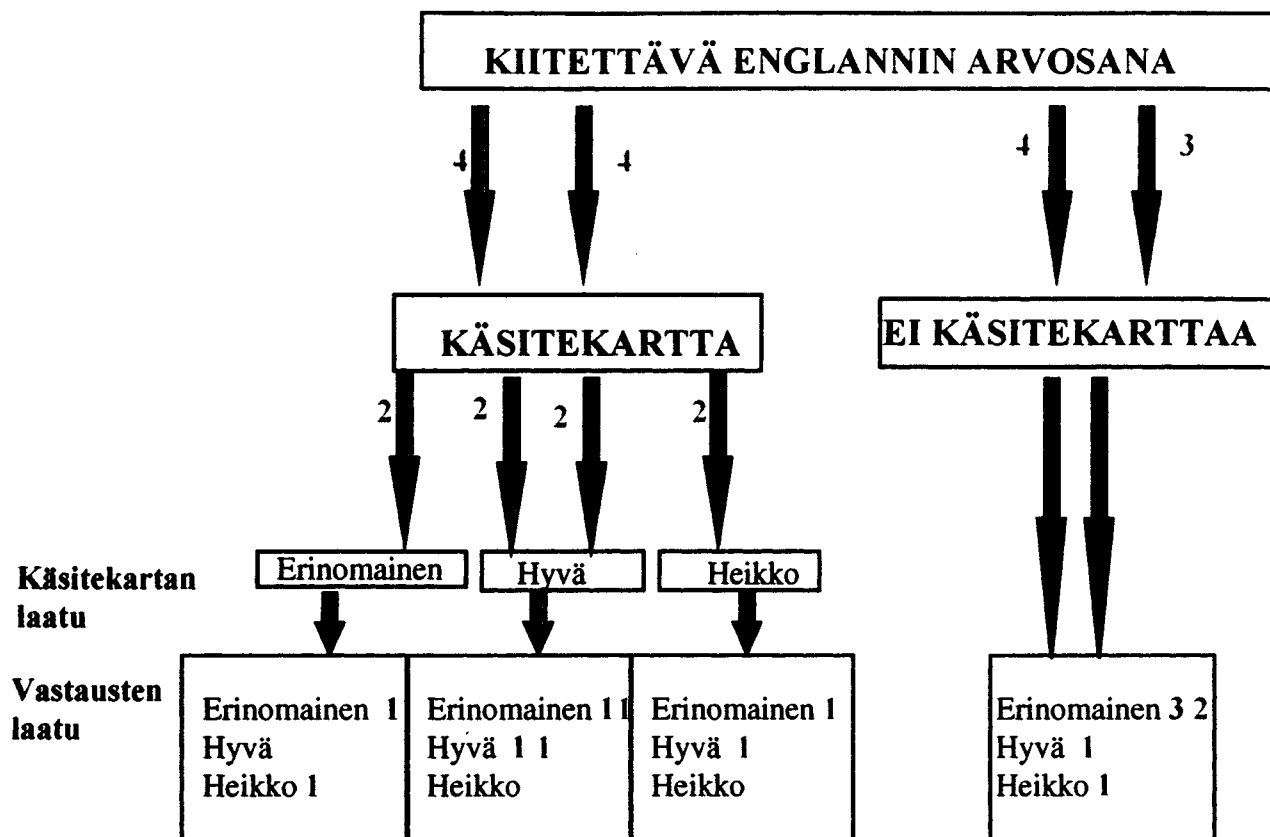 KIITETTÄVÄ ENGLANNIN ARVOSANA
4 4 4 3
KÄSITEKARTTA
EI KÄSITEKARTTAA
2 2 2 2
Käsitekartan
laatu
Erinomainen
Hyvä
Heikko
Vastausten
laatu
Erinomainen 1
Hyvä
Heikko 1
Erinomainen 1 1
Hyvä 1 1
Heikko
Erinomainen 1
Hyvä 1
Heikko
Erinomainen 3 2
Hyvä 1
Heikko 1